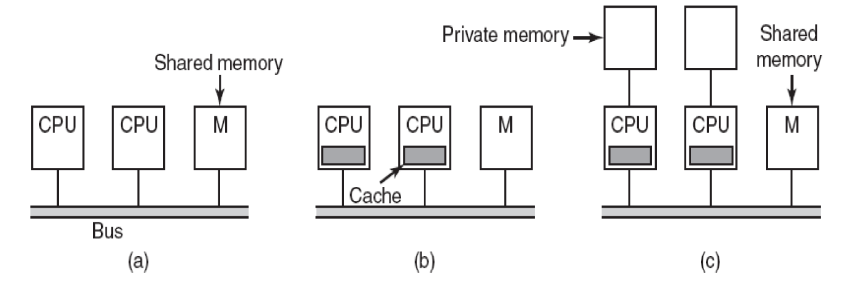 Private memory
Shared
memory
Shared memory
CPU
CPU
M
CPU
CPU
M
CPU
CPU
M
Cache
Bus
(a)
(b)
(c)